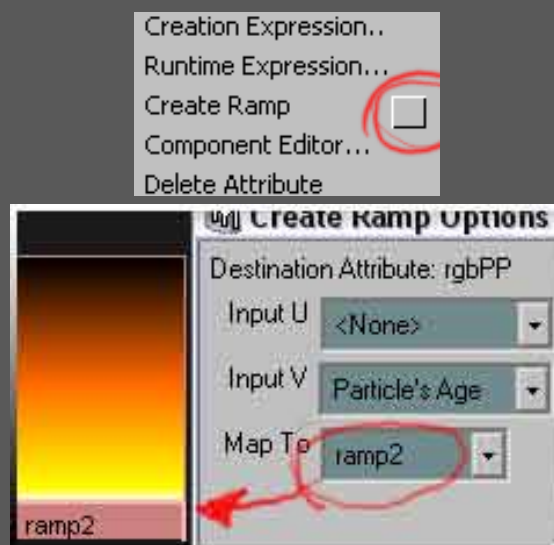 Creation Expression..
Runtime Expression...
Create Ramp
Component Editor...
Delete Attribute
Create Ramp Options
Destination Attribute: rgbPP
Input U <None>
Input V Particle's Age
Map To ramp2
ramp2